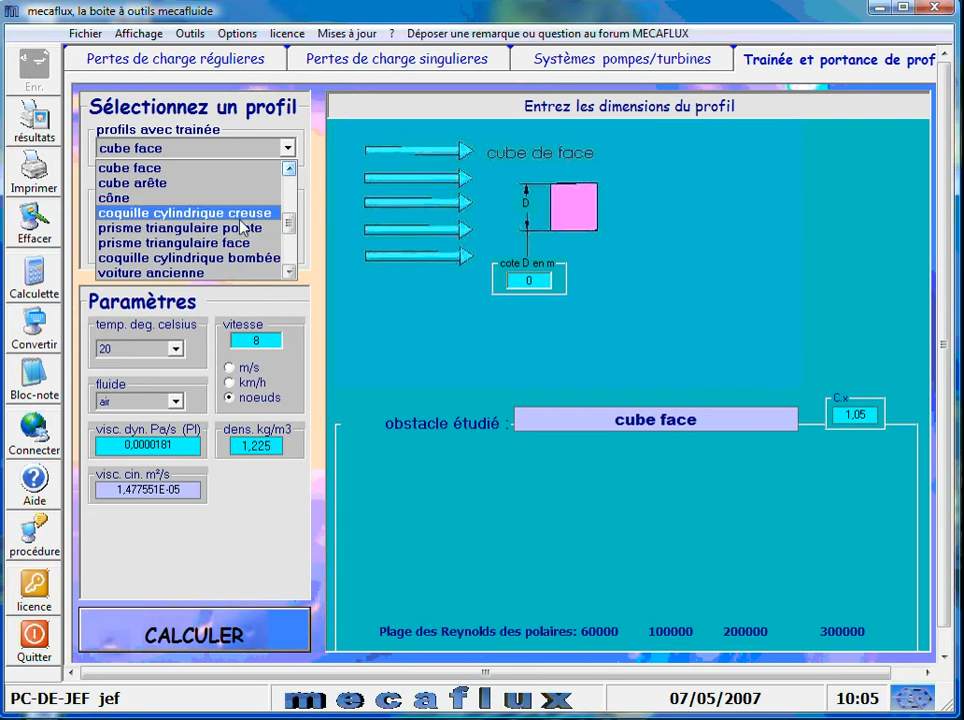 mecaflux, la boite à outils mecafluide
Fichier Affichage Outils Options licence Mises à jour ? Déposer une remarque ou question au forum MECAFLUX
Enr.
résultats
Imprimer
Effacer
Calculette
Convertir
Bloc-note
Connecter
Aide
procédure
licence
Quitter
Pertes de charge régulieres
Pertes de charge singulieres
Systèmes pompes/turbines
Trainée et portance de prof
Sélectionnez un profil
profils avec trainée
cube face
cube face
cube arête
cône
coquille cylindrique creuse
prisme triangulaire pointe
prisme triangulaire face
coquille cylindrique bombée
voiture ancienne
Paramètres
temp. deg. celsius
20
vitesse
8
m/s
km/h
noeuds
fluide
air
visc. dyn. Pa/s (Pl)
0,0000181
dens. kg/m3
1,225
visc. cin. m²/s
1,477551E-05
CALCULER
Entrez les dimensions du profil
cube de face
D
cote D en m
0
obstacle étudié :
cube face
C.x
1,05
Plage des Reynolds des polaires: 60000 100000 200000 300000
PC-DE-JEF jef
mecaflux
07/05/2007
10:05